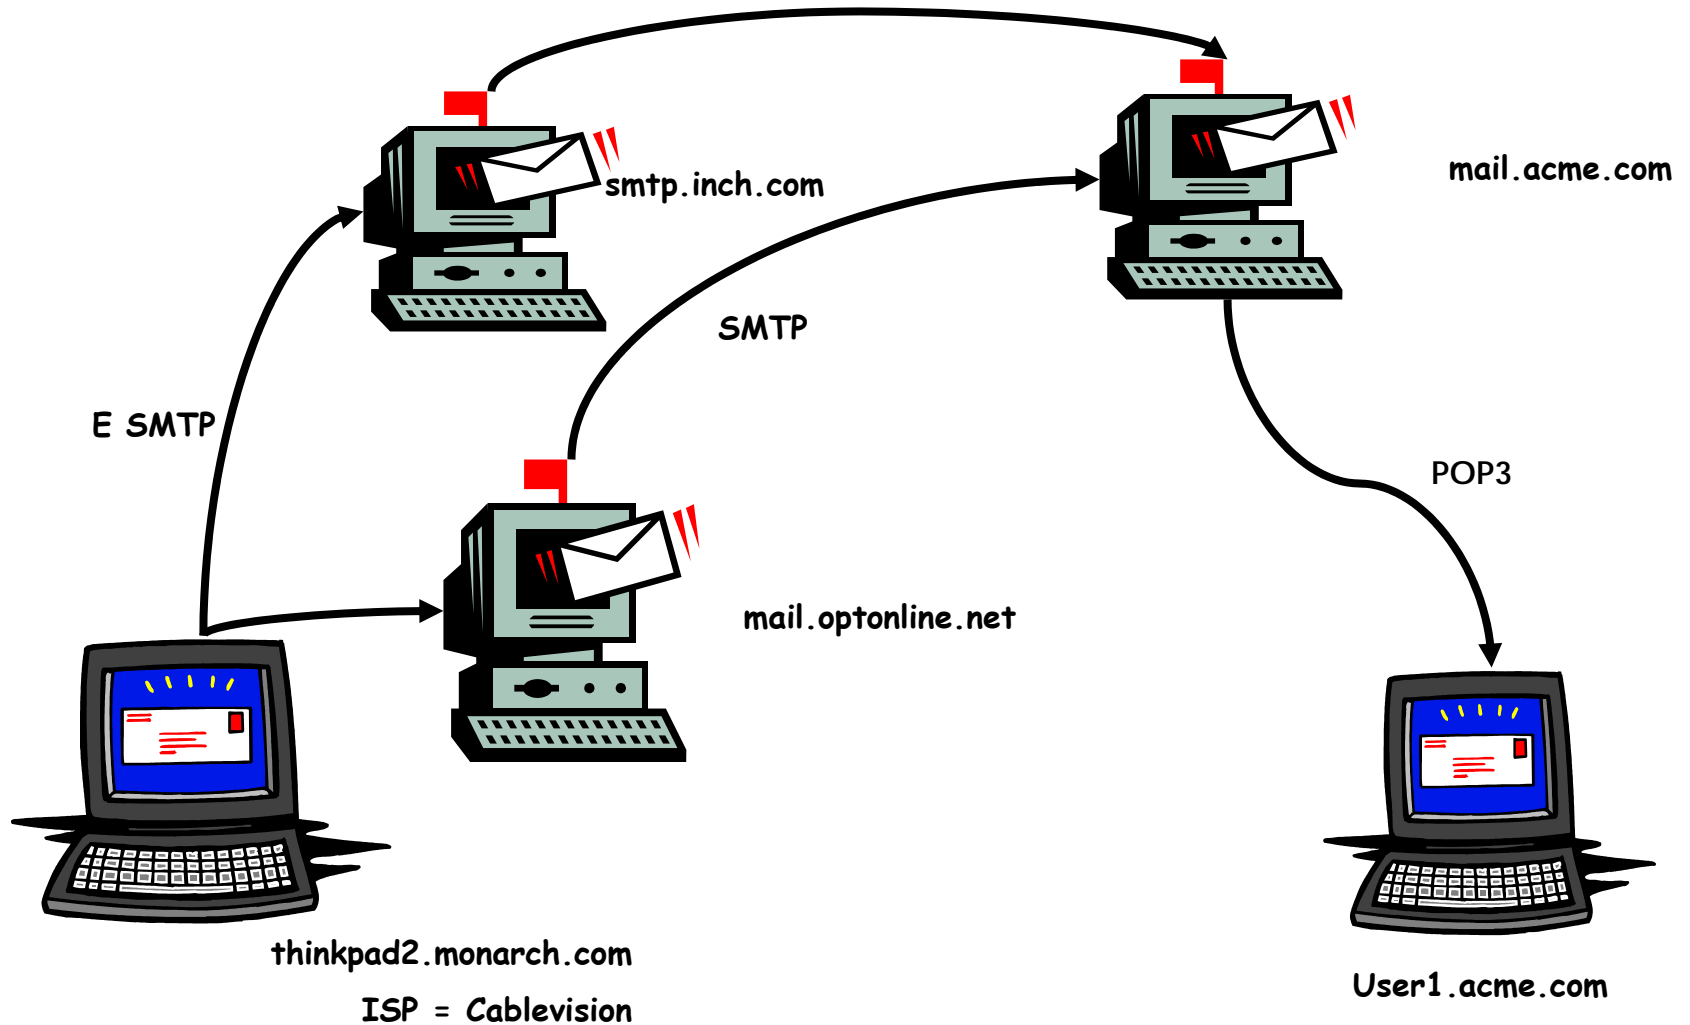 smtp.inch.com
mail.acme.com
SMTP
E SMTP
POP3
mail.optonline.net
thinkpad2.monarch.com
ISP = Cablevision
User1.acme.com